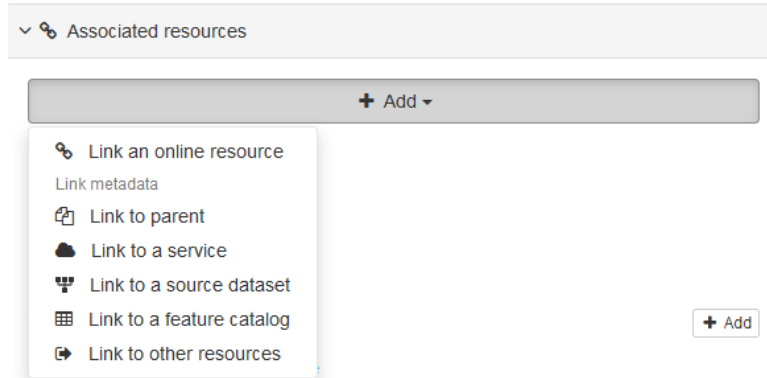 Associated resources
Add
Link an online resource
Link metadata
Link to parent
Link to a service
Link to a source dataset
Link to a feature catalog
Add
Link to other resources